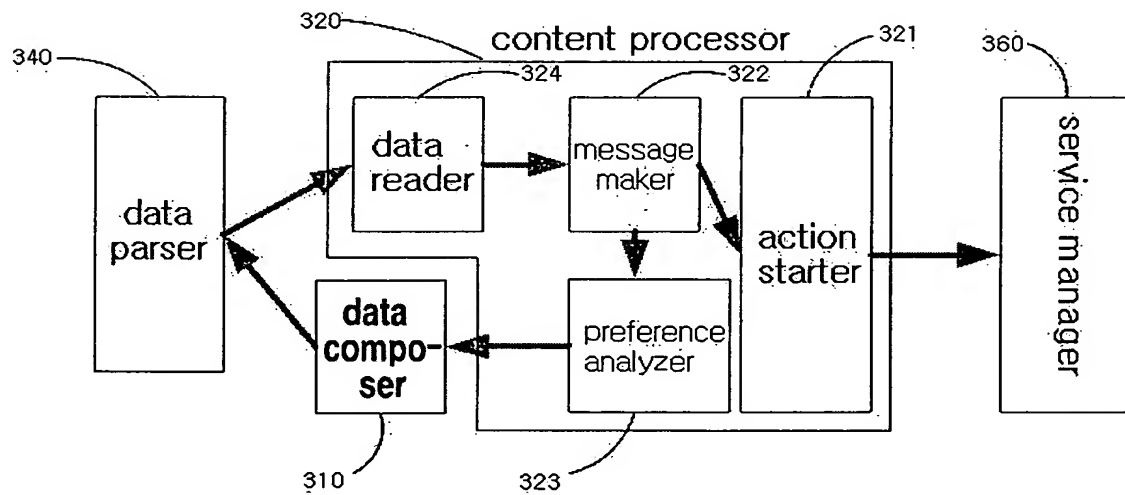 320
content processor
321
360
340
324
322
data
reader
message
maker
service manager
data
parser
action
starter
data
compo-
ser
preference
analyzer
310
323